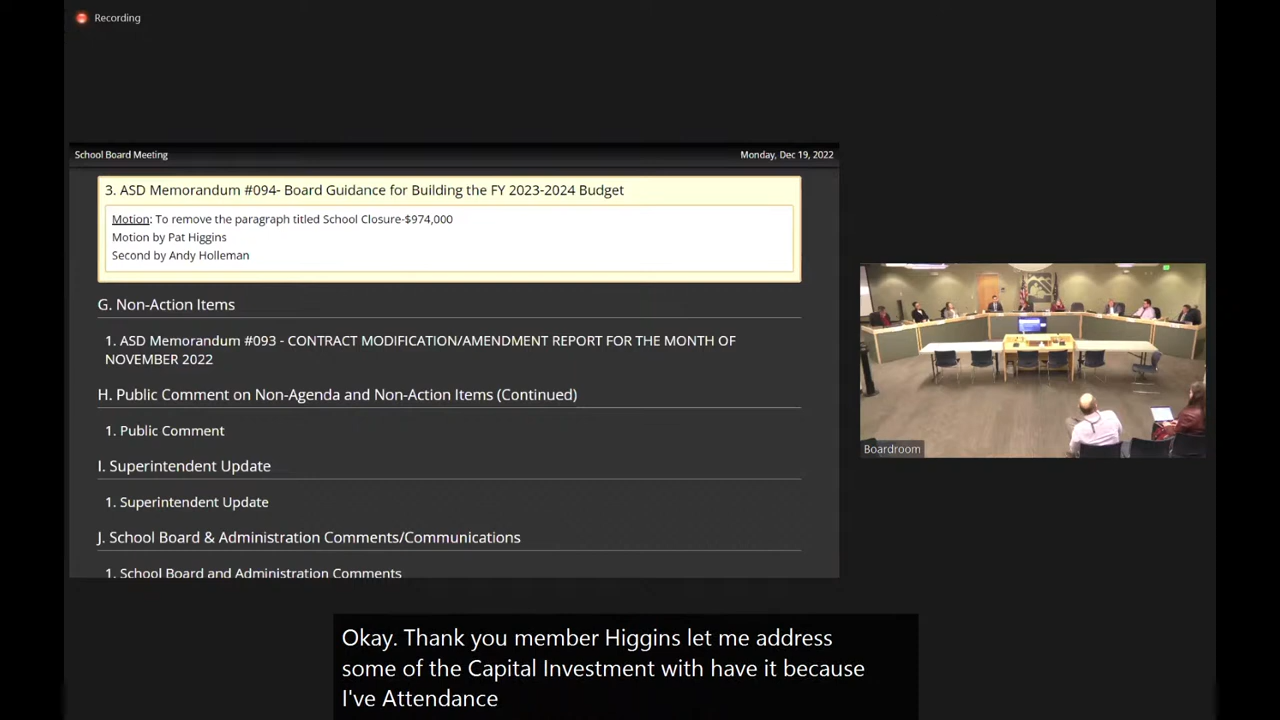 Recording
School Board Meeting
Monday, Dec 19, 2022
3. ASD Memorandum #094- Board Guidance for Building the FY 2023-2024 Budget
Motion: To remove the paragraph titled School Closure-$974,000
Motion by Pat Higgins
Second by Andy Holleman
G. Non-Action Items
1. ASD Memorandum #093 - CONTRACT MODIFICATION/AMENDMENT REPORT FOR THE MONTH OF
NOVEMBER 2022
H. Public Comment on Non-Agenda and Non-Action Items (Continued)
1. Public Comment
I. Superintendent Update
1. Superintendent Update
J. School Board & Administration Comments/Communications
1. School Board and Administration Comments
Boardroom
Okay. Thank you member Higgins let me address
some of the Capital Investment with have it because
I've Attendance